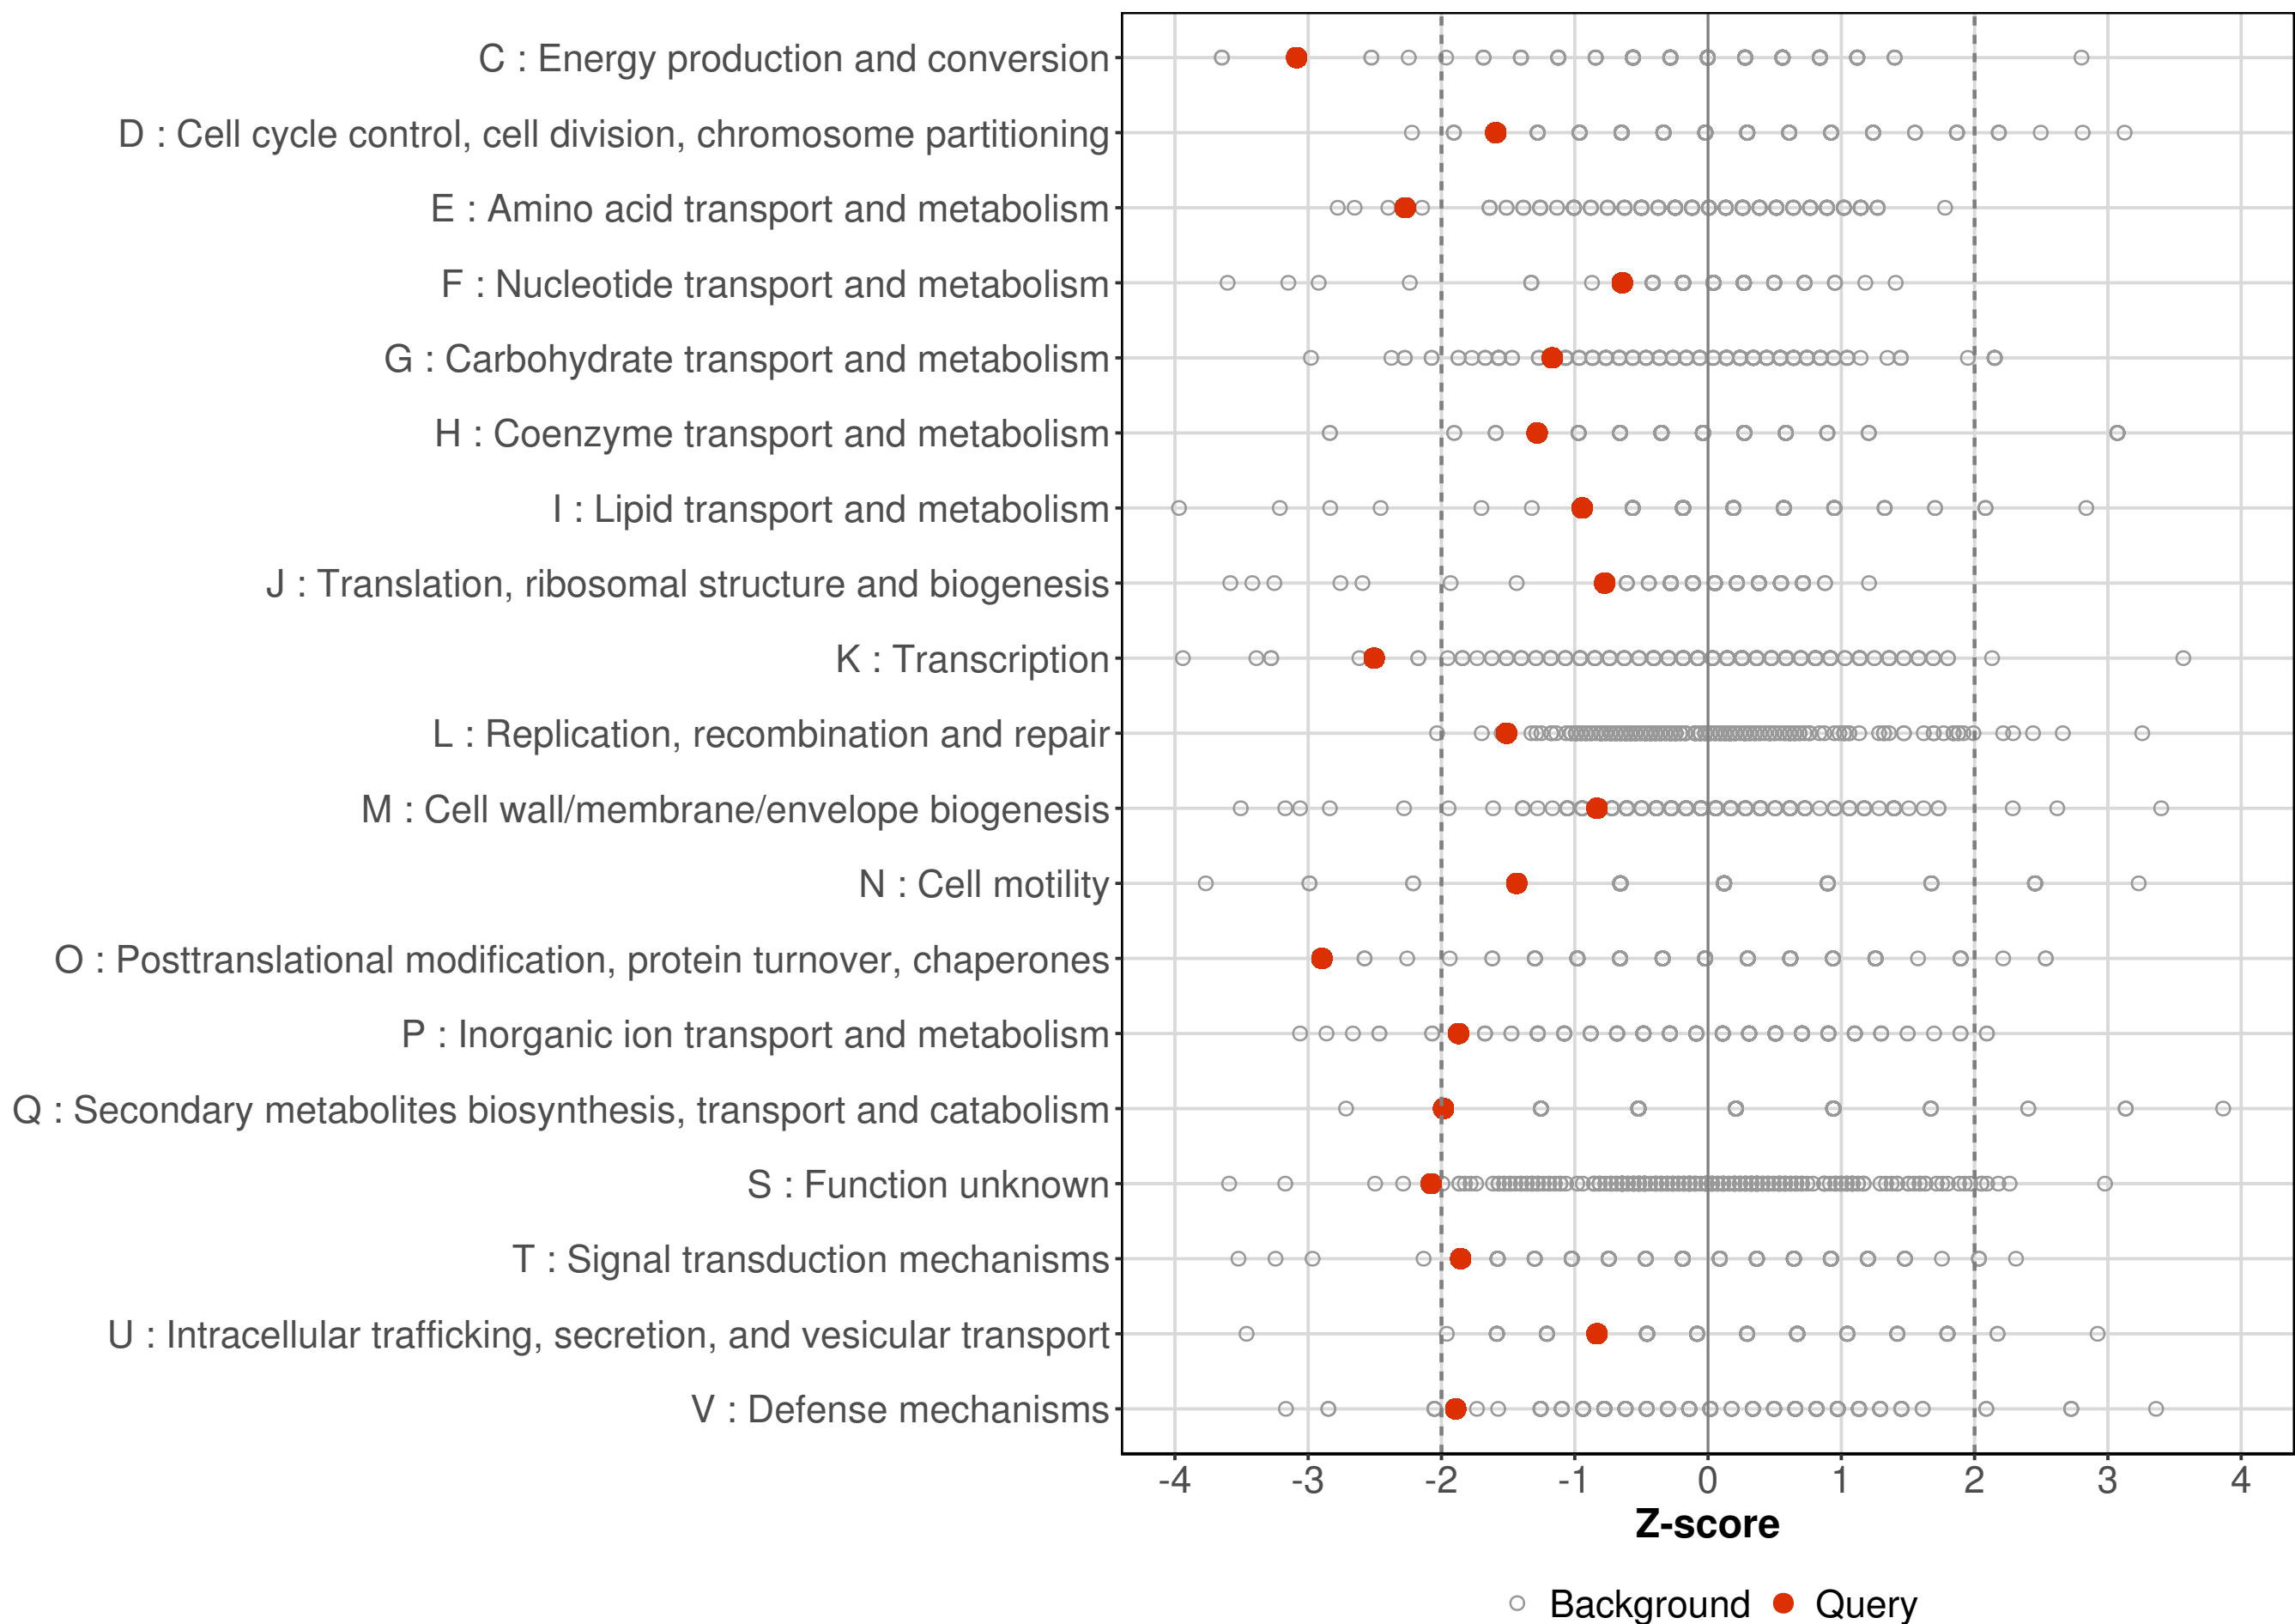 C : Energy production and conversion
D : Cell cycle control, cell division, chromosome partitioning
E : Amino acid transport and metabolism
F : Nucleotide transport and metabolism
G : Carbohydrate transport and metabolism
H : Coenzyme transport and metabolism
I : Lipid transport and metabolism
J : Translation, ribosomal structure and biogenesis
K : Transcription
L : Replication, recombination and repair
M : Cell wall/membrane/envelope biogenesis
N : Cell motility
O : Posttranslational modification, protein turnover, chaperones
P : Inorganic ion transport and metabolism
Q : Secondary metabolites biosynthesis, transport and catabolism
S : Function unknown
T : Signal transduction mechanisms
U : Intracellular trafficking, secretion, and vesicular transport
V : Defense mechanisms
-4 -3 -2 -1 0 1 2 3 4
Z-score
Background Query